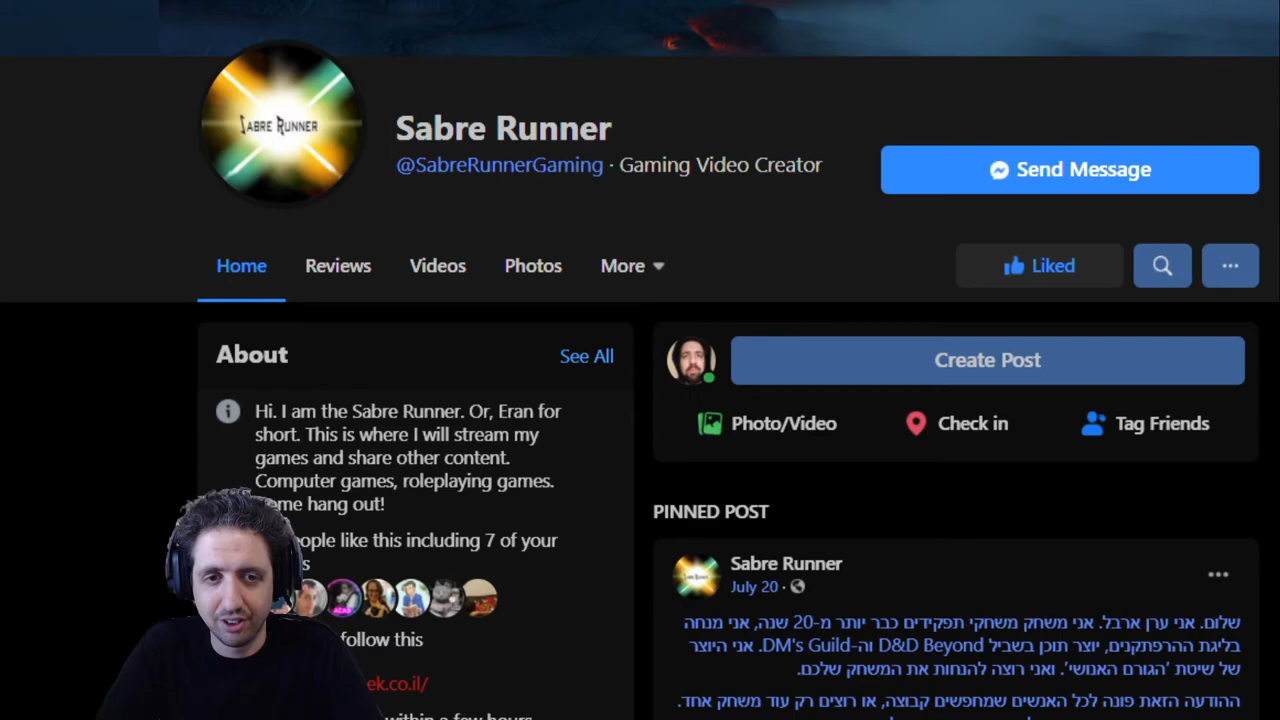 SABRE RUNNER
Sabre Runner
@SabreRunnerGaming · Gaming Video Creator
Send Message
Home
Reviews
Videos
Photos
More
Liked
About
See All
Hi. I am the Sabre Runner. Or, Eran for
short. This is where I will stream my
games and share other content.
Computer games, roleplaying games.
me hang out!
ople like this including 7 of your
s
ACAB
follow this
ek.co.il/
within a few hours
Create Post
Photo/Video
Check in
Tag Friends
PINNED POST
Sabre Runner
July 20 ·
שלום. אני ערן ארבל. אני משחק משחקי תפקידים כבר יותר מ-20 שנה, אני מנחה
בליגת ההרפתקנים, יוצר תוכן בשביל D&D Beyond וה-DM's Guild. אני היוצר
של שיטת 'הגורם האנושי'. ואני רוצה להנחות את המשחק שלכם.
ההודעה הזאת פונה לכל האנשים שמחפשים קבוצה, או רוצים רק עוד משחק אחד.